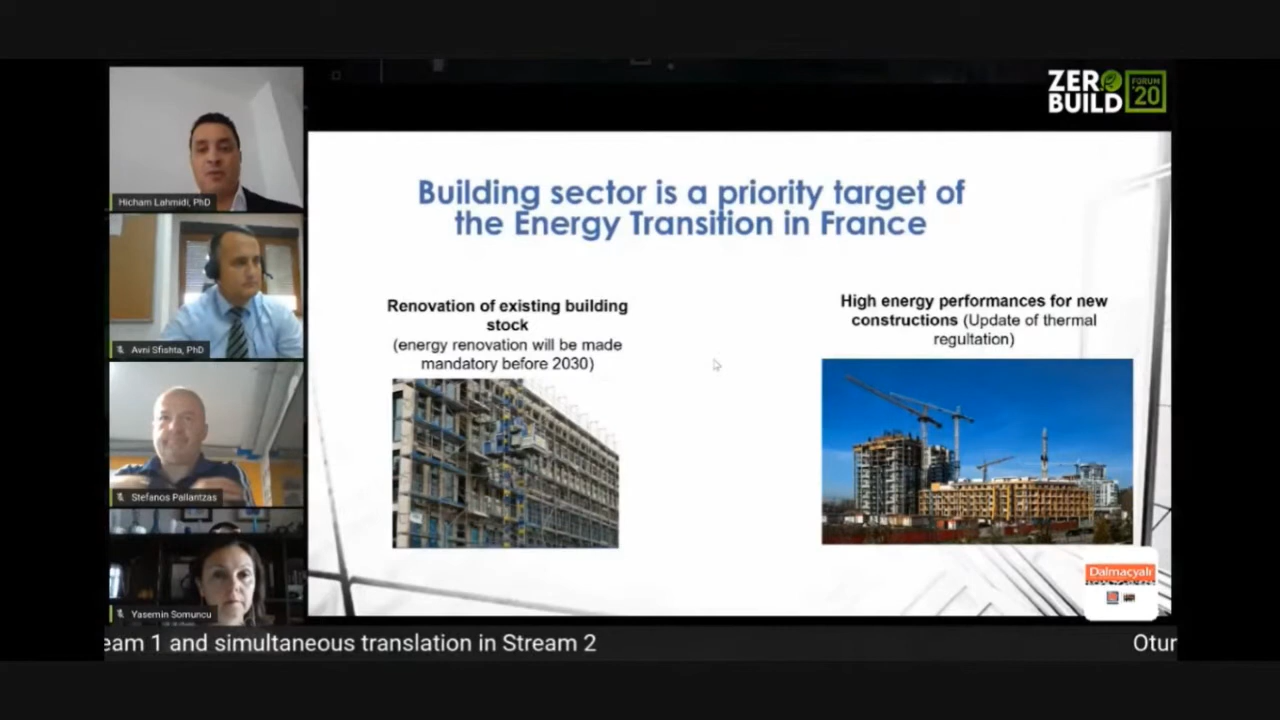 ZERO
BUILD
FORUM
'20
Building sector is a priority target of
the Energy Transition in France
Renovation of existing building
stock
(energy renovation will be made
mandatory before 2030)
High energy performances for new
constructions (Update of thermal
regultation)
Hicham Lahmidi, PhD
Avni Sfishta, PhD
Stefanos Pallantzas
Yasemin Somuncu
Dalmaçyalı
eam 1 and simultaneous translation in Stream 2
Otur